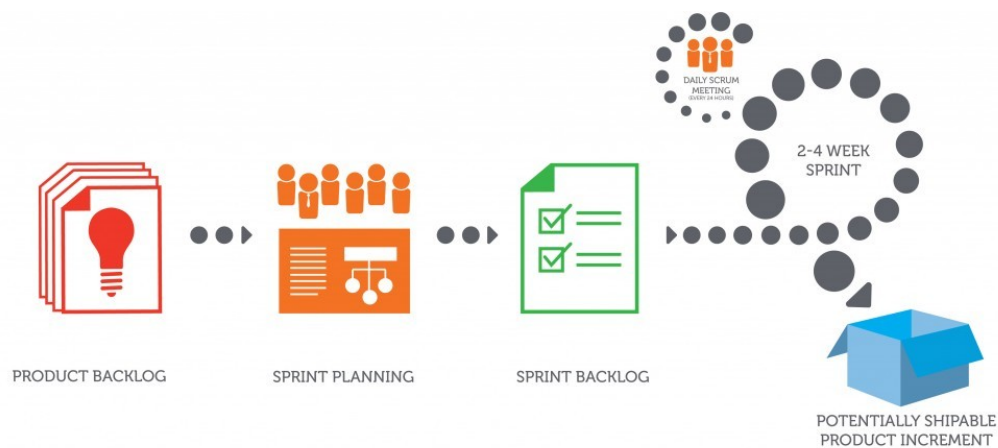 DAILY SCRUM
MEETING
(EVERY 24 HOURS)
2-4 WEEK
SPRINT
PRODUCT BACKLOG
SPRINT PLANNING
SPRINT BACKLOG
POTENTIALLY SHIPABLE
PRODUCT INCREMENT